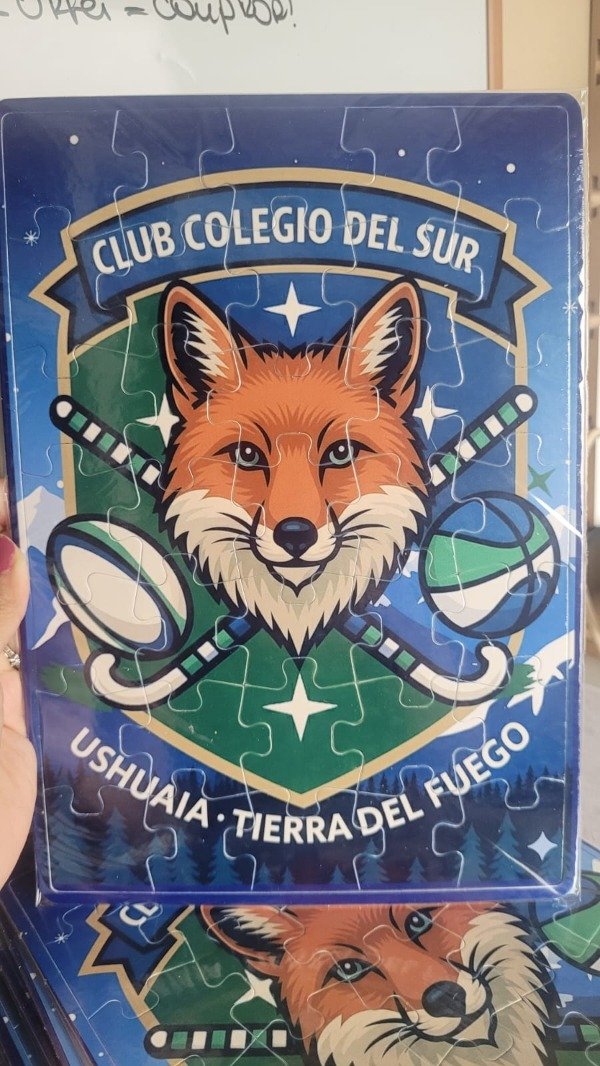 CLUB COLEGIO DEL SUR
USHUAIA · TIERRA DEL FUEGO